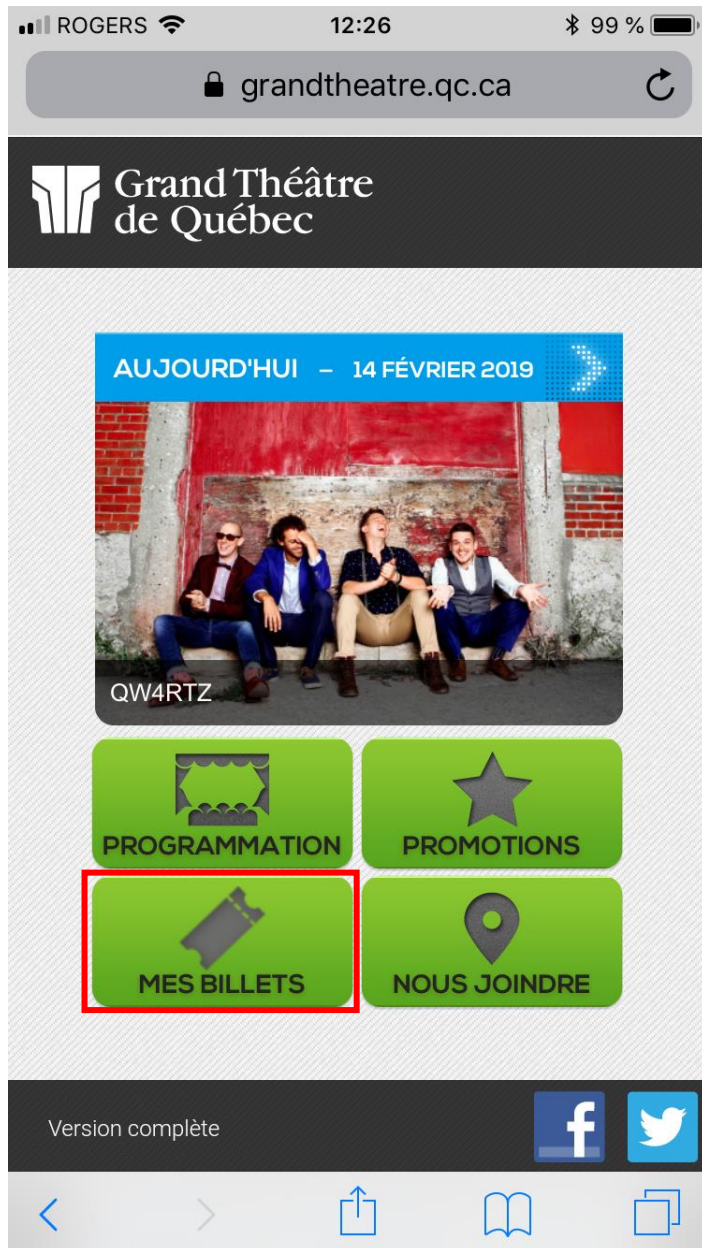 ROGERS 12:26 99 %
grandtheatre.qc.ca
Grand Théâtre
de Québec
AUJOURD'HUI – 14 FÉVRIER 2019
QW4RTZ
PROGRAMMATION PROMOTIONS
MES BILLETS NOUS JOINDRE
Version complète